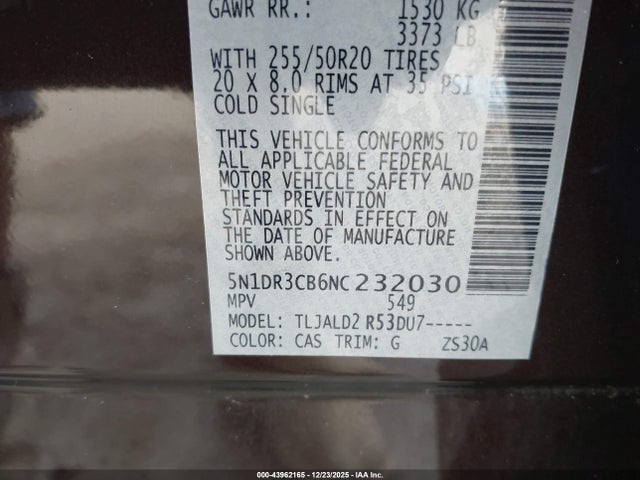 GAWR RR.: 1530 KG
3373 LB
WITH 255/50R20 TIRES
20 X 8.0 RIMS AT 35 PSI
COLD SINGLE
THIS VEHICLE CONFORMS TO
ALL APPLICABLE FEDERAL
MOTOR VEHICLE SAFETY AND
THEFT PREVENTION
STANDARDS IN EFFECT ON
THE DATE OF MANUFACTURE
SHOWN ABOVE.
5N1DR3CB6NC232030
MPV 549
MODEL: TLJALD2 R53DU7-----
COLOR: CAS TRIM: G ZS30A
000-43962165 - 12/23/2025 - IAA Inc.